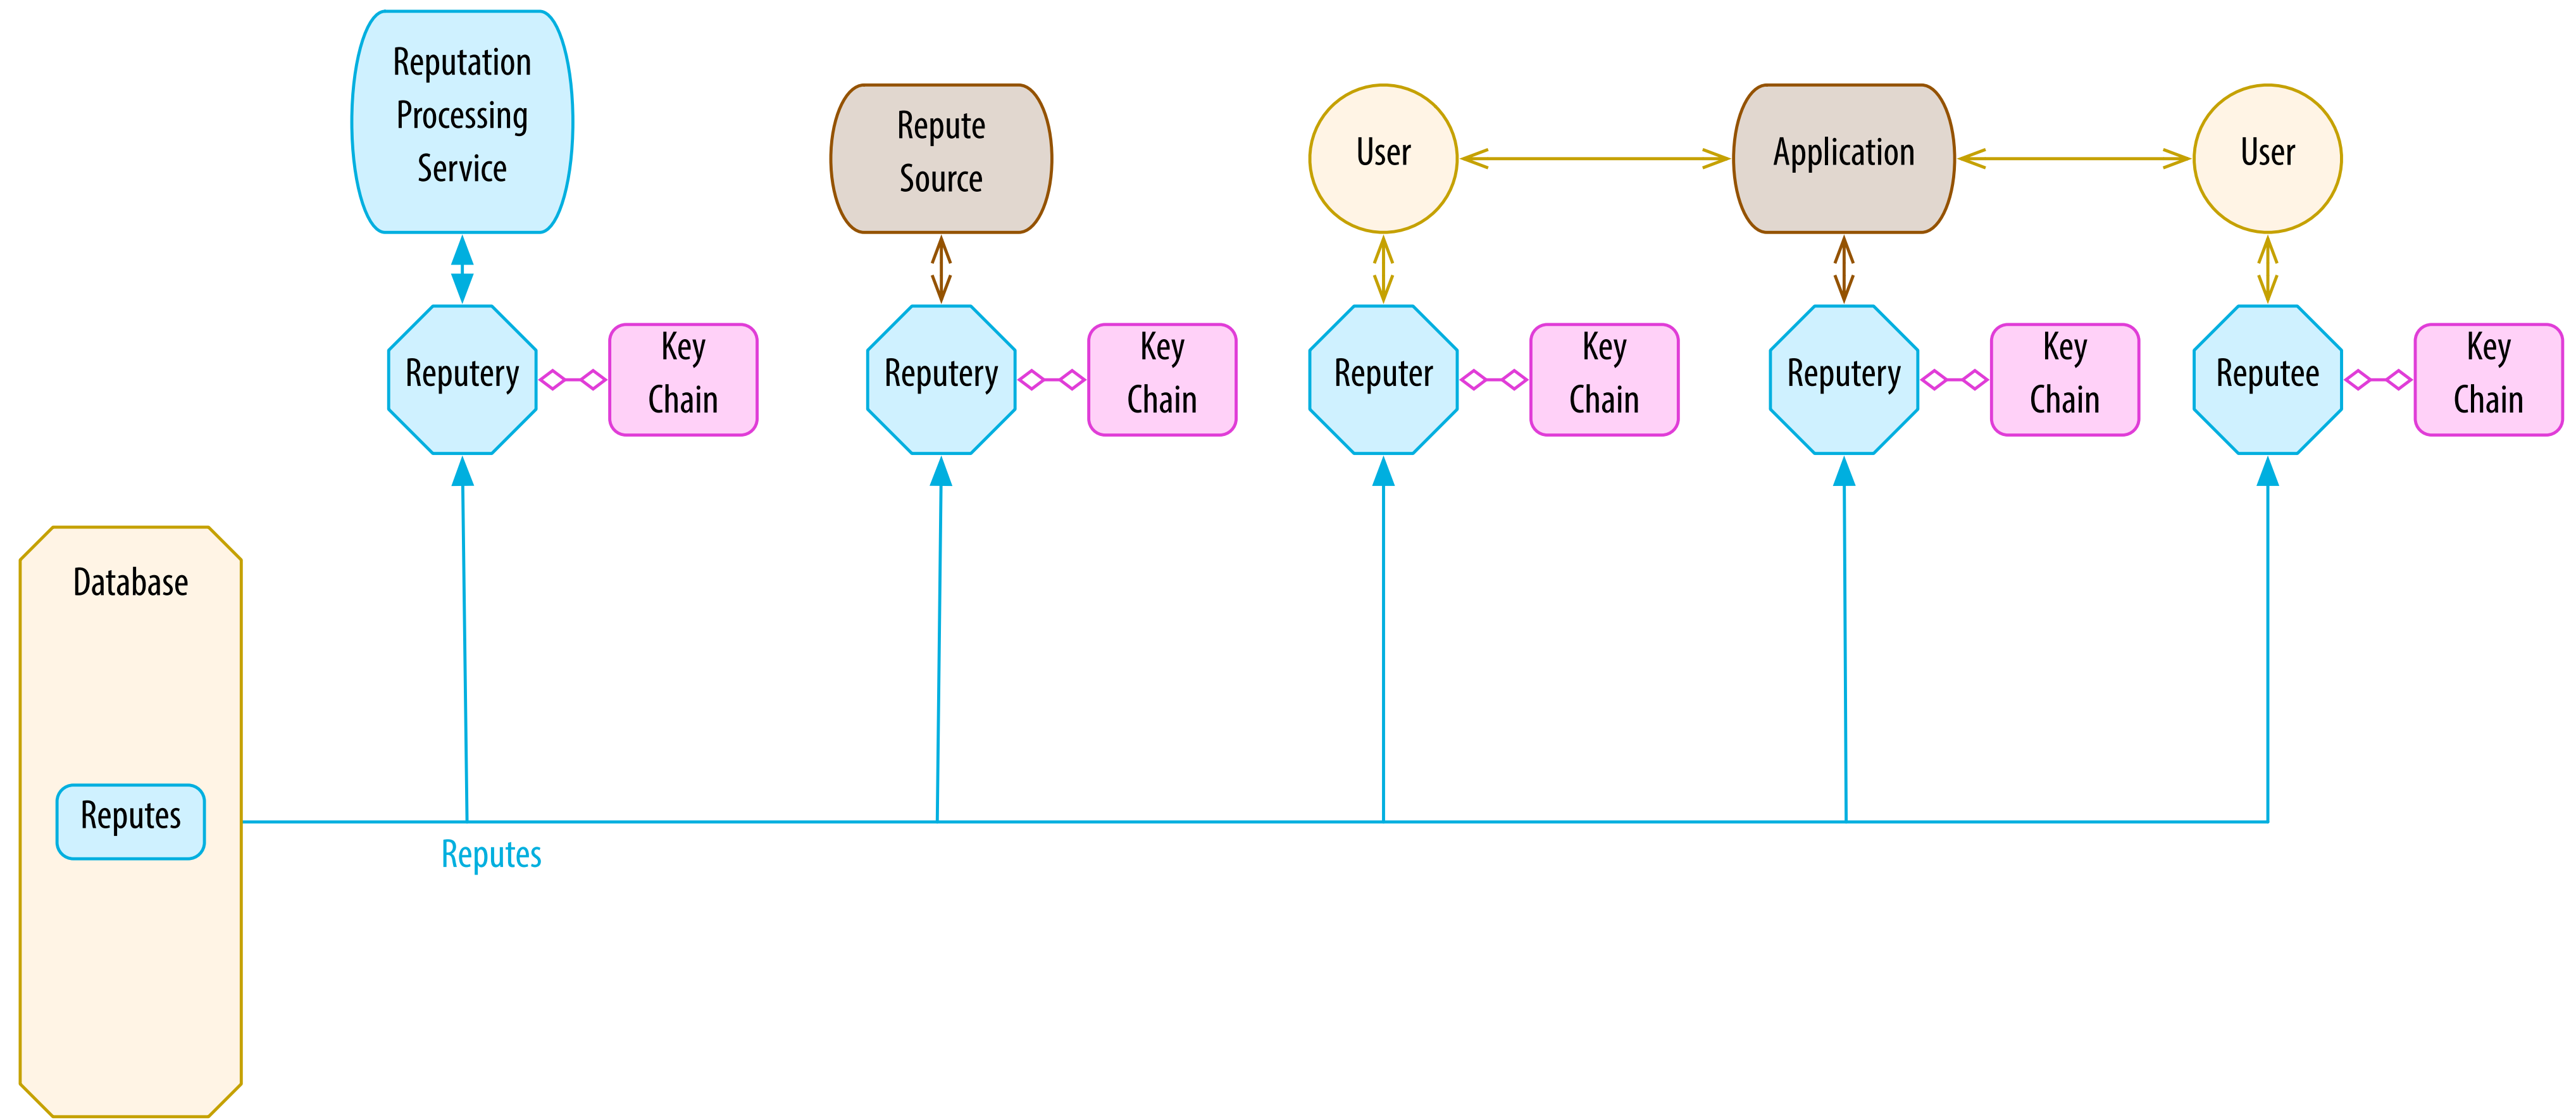 Reputation
Processing
Service
Repute
Source
User
Application
User
Reputery
Key
Chain
Reputery
Key
Chain
Reputer
Key
Chain
Reputery
Key
Chain
Reputee
Key
Chain
Database
Reputes
Reputes